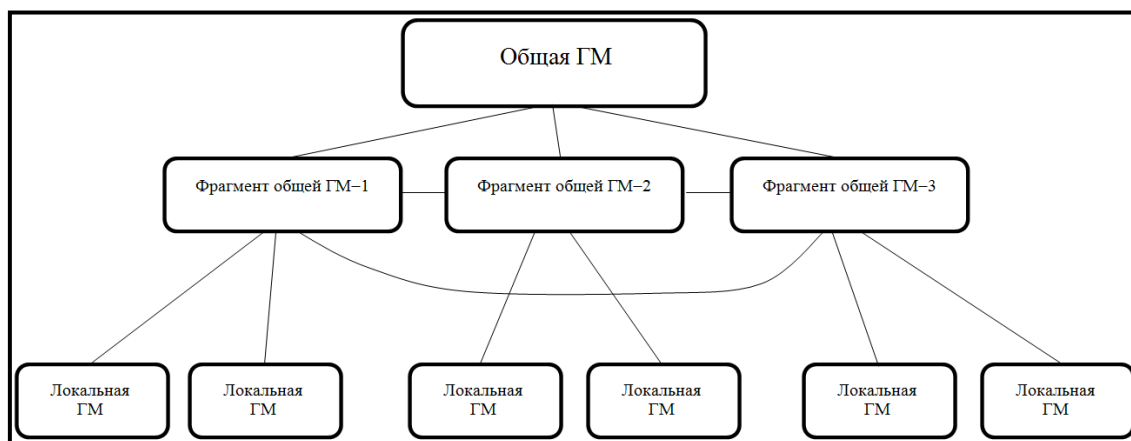 Общая ГМ
Фрагмент общей ГМ–1
Фрагмент общей ГМ–2
Фрагмент общей ГМ–3
Локальная
ГМ
Локальная
ГМ
Локальная
ГМ
Локальная
ГМ
Локальная
ГМ
Локальная
ГМ